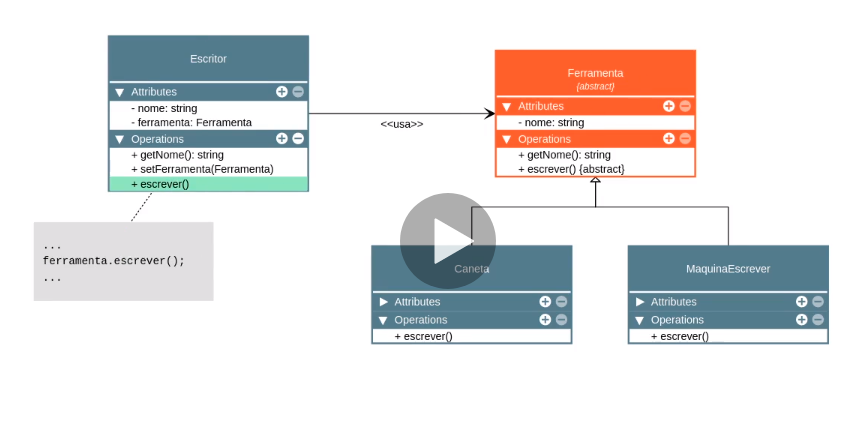 Escritor
Attributes
- nome: string
- ferramenta: Ferramenta
Operations
+ getNome(): string
+ setFerramenta(Ferramenta)
+ escrever()
...
ferramenta.escrever();
...
<<usa>>
Ferramenta
{abstract}
Attributes
- nome: string
Operations
+ getNome(): string
+ escrever() {abstract}
Caneta
Attributes
Operations
+ escrever()
MaquinaEscrever
Attributes
Operations
+ escrever()